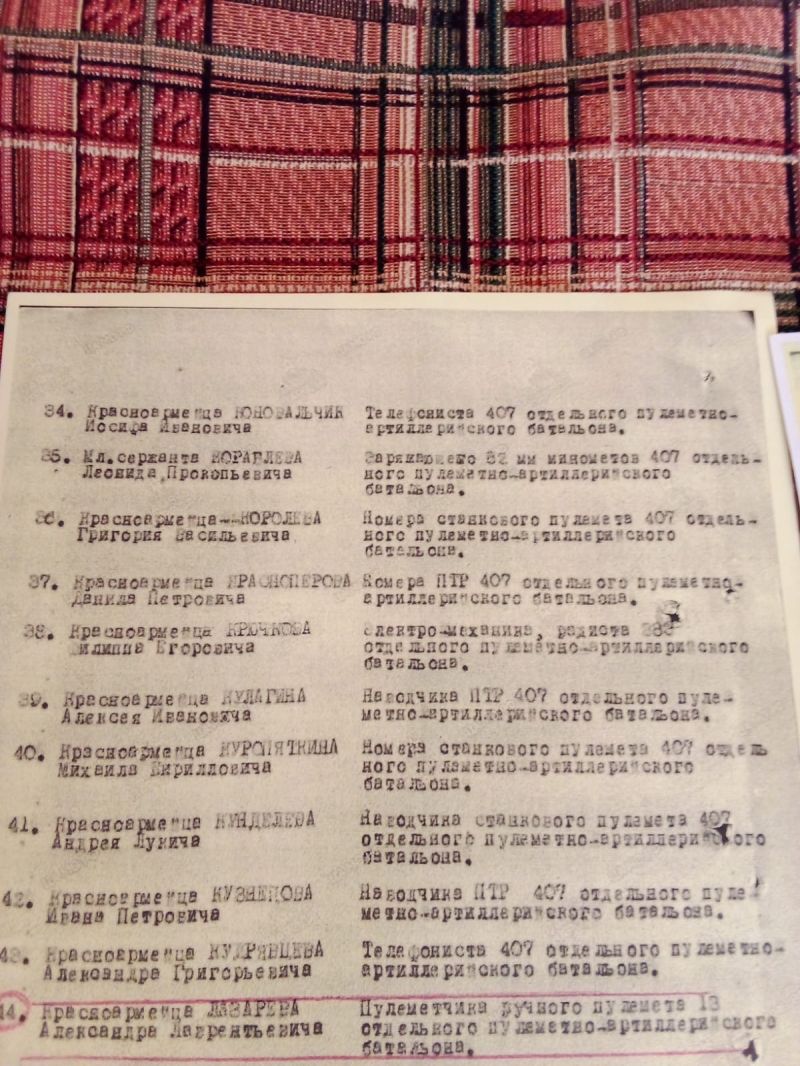 34. Красноармейца КОНОВАЛЬЧИК Телефониста 407 отдельного пулеметно-
Иосифа Ивановича артиллерийского батальона.
35. Мл.сержанта КОРАБЛЕВА Заряжающего 82 мм минометов 407 отдель-
Леонида Прокопьевича ного пулеметно-артиллерийского
батальона.
36. Красноармейца--КОРОЛЕВА Номера станкового пулемета 407 отдель-
Григория Васильевича ного пулеметно-артиллерийского
батальона.
37. Красноармейца КРАСНОПЕРОВА Номера ПТР 407 отдельного пулеметно-
Данила Петровича артиллерийского батальона.
38. Красноармейца КРЫЧКОВА электро-механика, радиста
Филиппа Егоровича отдельного пулеметно-артиллерийского
батальона.
39. Красноармейца КУЛАГИНА Наводчика ПТР 407 отдельного пуле-
Алексея Ивановича метно-артиллерийского батальона.
40. Красноармейца КУРОПЯТКИНА Номера станкового пулемета 407 отдель
Михаила Кирилловича ного пулеметно-артиллерийского
батальона.
41. Красноармейца КУНДЕЛЕВА Наводчика станкового пулемета 407
Андрея Лукича отдельного пулеметно-артиллерийского
батальона.
42. Красноармейца КУЗНЕЦОВА Наводчика ПТР 407 отдельного пуле-
Ивана Петровича метно-артиллерийского батальона.
43. Красноармейца КУДРЯВЦЕВА Телефониста 407 отдельного пулеметно-
Александра Григорьевича артиллерийского батальона.
44. Красноармейца ЛАЗАРЕВА Пулеметчика ручного пулемета 13
Александра Лаврентьевича отдельного пулеметно-артиллерийского
батальона.